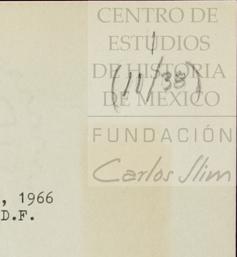 CENTRO DE
ESTUDIOS
DE HISTORIA
DE MÉXICO
(11/38)
FUNDACIÓN
Carlos Slim
, 1966
D.F.